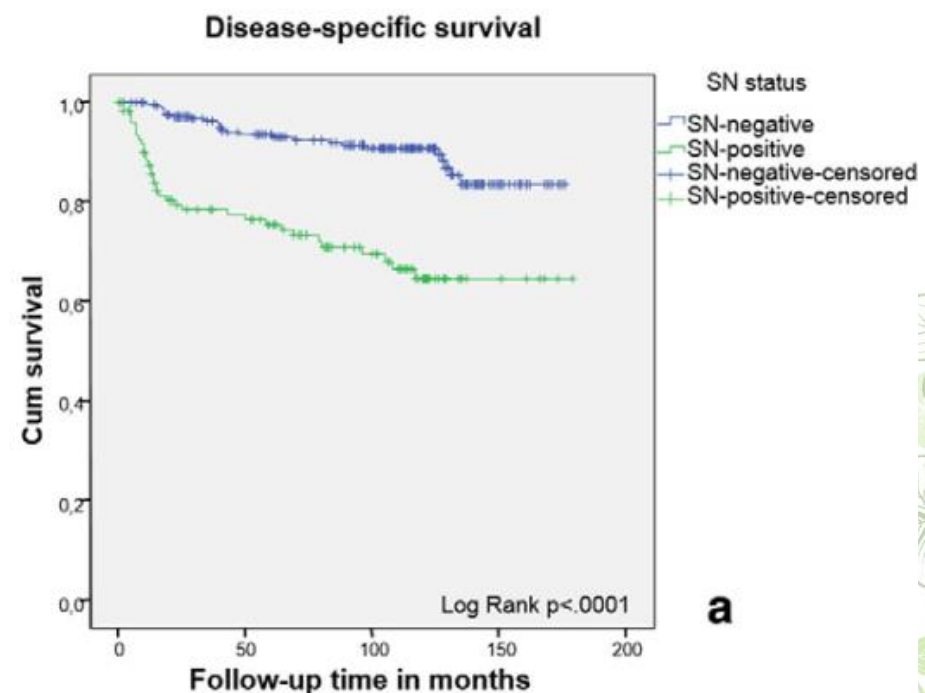 Disease-specific survival
SN status
SN-negative
SN-positive
SN-negative-censored
SN-positive-censored
Cum survival
1,0
0,8
0,6
0,4
0,2
0,0
Log Rank p<.0001
a
0 50 100 150 200
Follow-up time in months